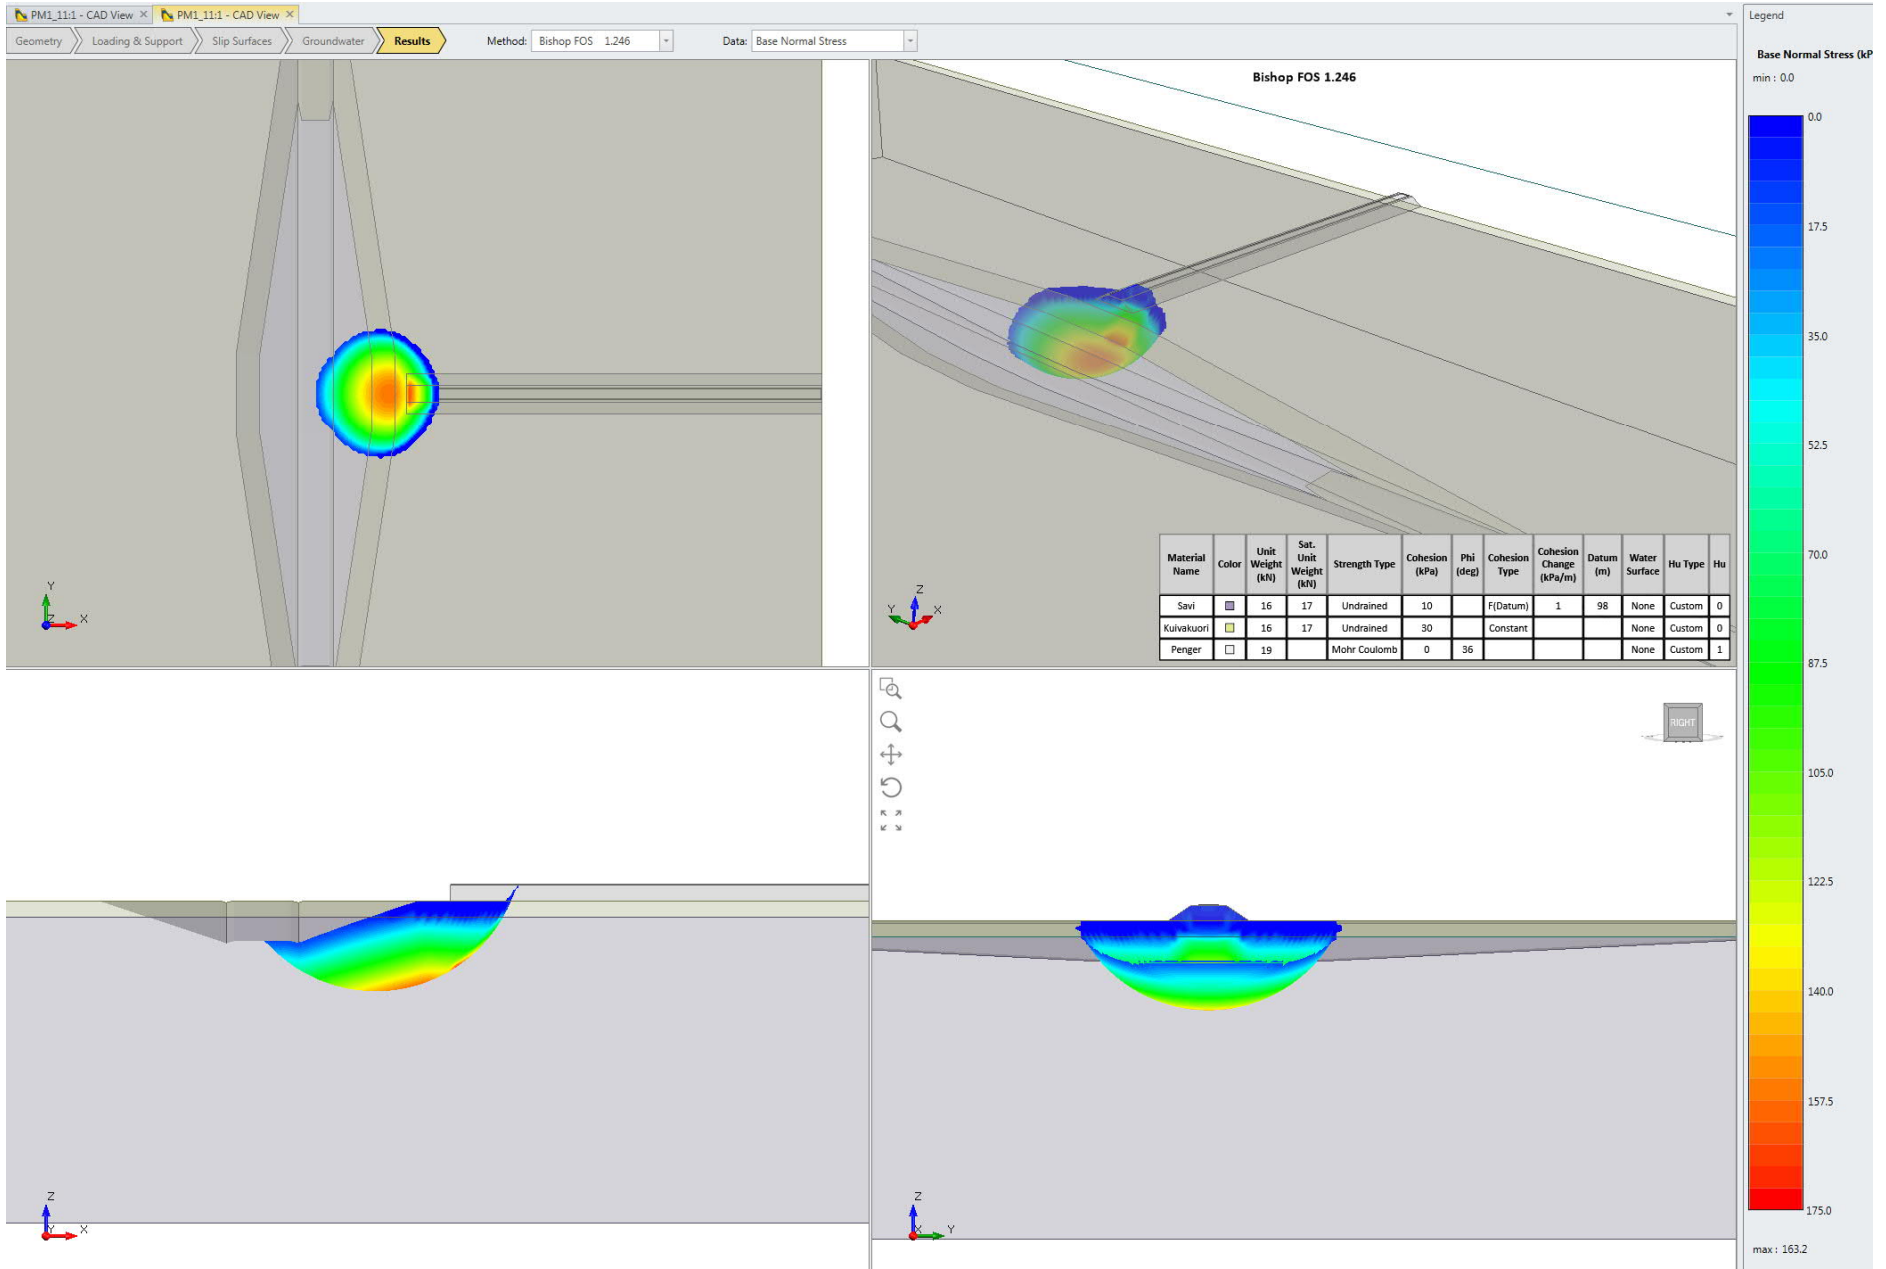 PM1_11:1 - CAD View × PM1_11:1 - CAD View ×
Geometry Loading & Support Slip Surfaces Groundwater Results Method: Bishop FOS 1.246 Data: Base Normal Stress
Bishop FOS 1.246
Y
Z X
Z
Y X
Material Name Color Unit Weight (kN) Sat. Unit Weight (kN) Strength Type Cohesion (kPa) Phi (deg) Cohesion Type Cohesion Change (kPa/m) Datum (m) Water Surface Hu Type Hu
Savi 16 17 Undrained 10 F(Datum) 1 98 None Custom 0
Kuivakuori 16 17 Undrained 30 Constant None Custom 0
Penger 19 Mohr Coulomb 0 36 None Custom 1
RIGHT
Z
Y X
Z
X Y
Legend
Base Normal Stress (kP
min : 0.0
0.0
17.5
35.0
52.5
70.0
87.5
105.0
122.5
140.0
157.5
175.0
max : 163.2